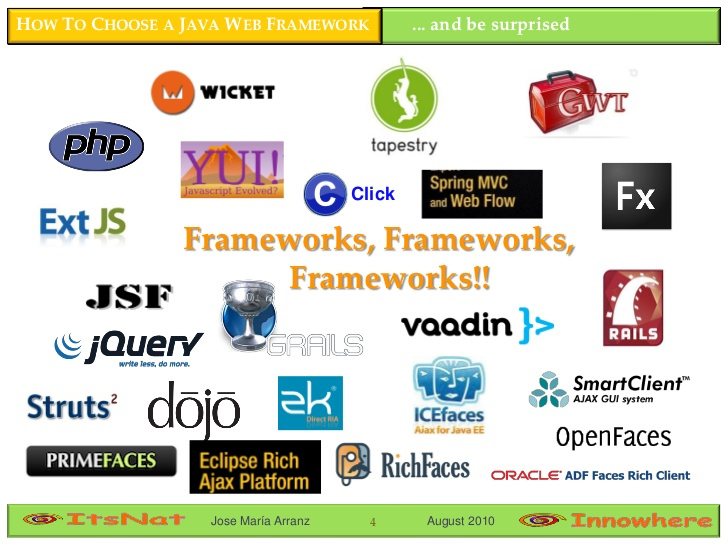 HOW TO CHOOSE A JAVA WEB FRAMEWORK
... and be surprised
WICKET
tapestry
GWT
php
YUI!
Javascript Evolved?
C Click
Spring MVC
and Web Flow
Fx
Ext JS
Frameworks, Frameworks,
Frameworks!!
JSF
GRAILS
vaadin }>
RAILS
jQuery
write less, do more.
Struts²
dōjō
zk
Direct RIA
ICEfaces
Ajax for Java EE
SmartClient™
AJAX GUI system
OpenFaces
PRIMEFACES
Eclipse Rich
Ajax Platform
RichFaces
ORACLE® ADF Faces Rich Client
ItsNat
Jose María Arranz
4
August 2010
Innowhere